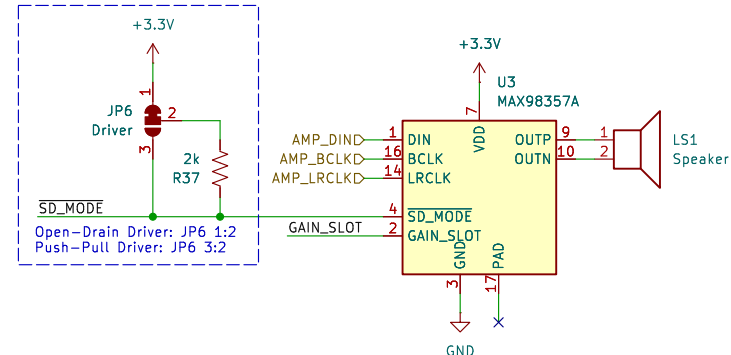 +3.3V
1
JP6
2
Driver
3
2k
R37
SD_MODE
Open-Drain Driver: JP6 1:2
Push-Pull Driver: JP6 3:2
+3.3V
U3
MAX98357A
7
VDD
AMP_DIN
1
DIN
AMP_BCLK
16
BCLK
AMP_LRCLK
14
LRCLK
4
SD_MODE
GAIN_SLOT
2
GAIN_SLOT
OUTP
9
1
OUTN
10
2
LS1
Speaker
GND
PAD
3
17
GND